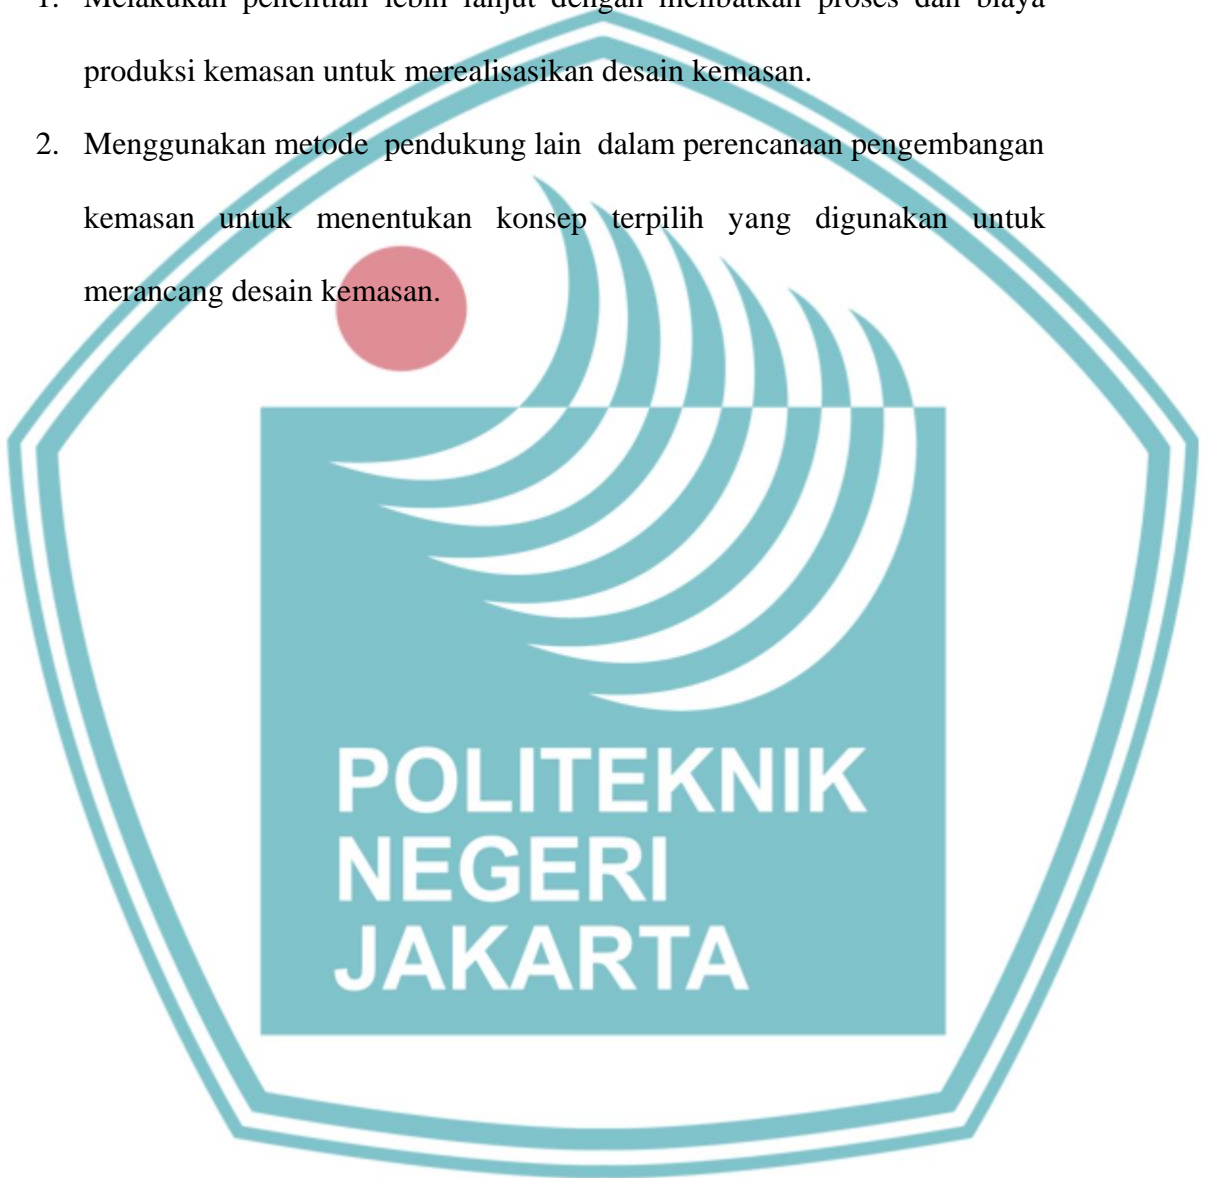 1. Melakukan penelitian lebih lanjut dengan melibatkan proses dan biaya
produksi kemasan untuk merealisasikan desain kemasan.
2. Menggunakan metode pendukung lain dalam perencanaan pengembangan
kemasan untuk menentukan konsep terpilih yang digunakan untuk
merancang desain kemasan.
POLITEKNIK
NEGERI
JAKARTA